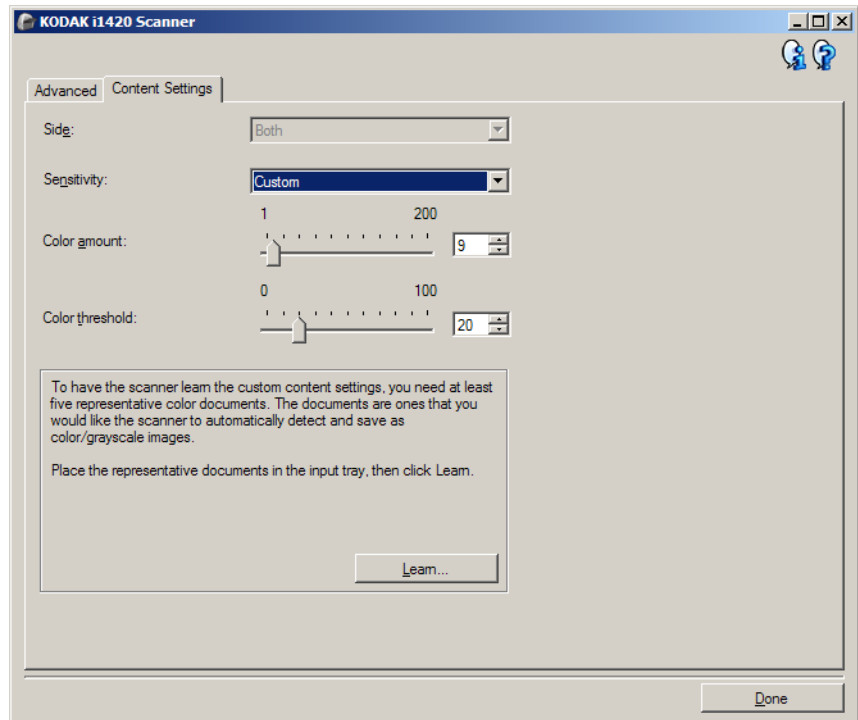 KODAK i1420 Scanner
Advanced
Content Settings
Side:
Both
Sensitivity:
Custom
1 200
Color amount:
9
0 100
Color threshold:
20
To have the scanner learn the custom content settings, you need at least
five representative color documents. The documents are ones that you
would like the scanner to automatically detect and save as
color/grayscale images.
Place the representative documents in the input tray, then click Learn.
Learn...
Done